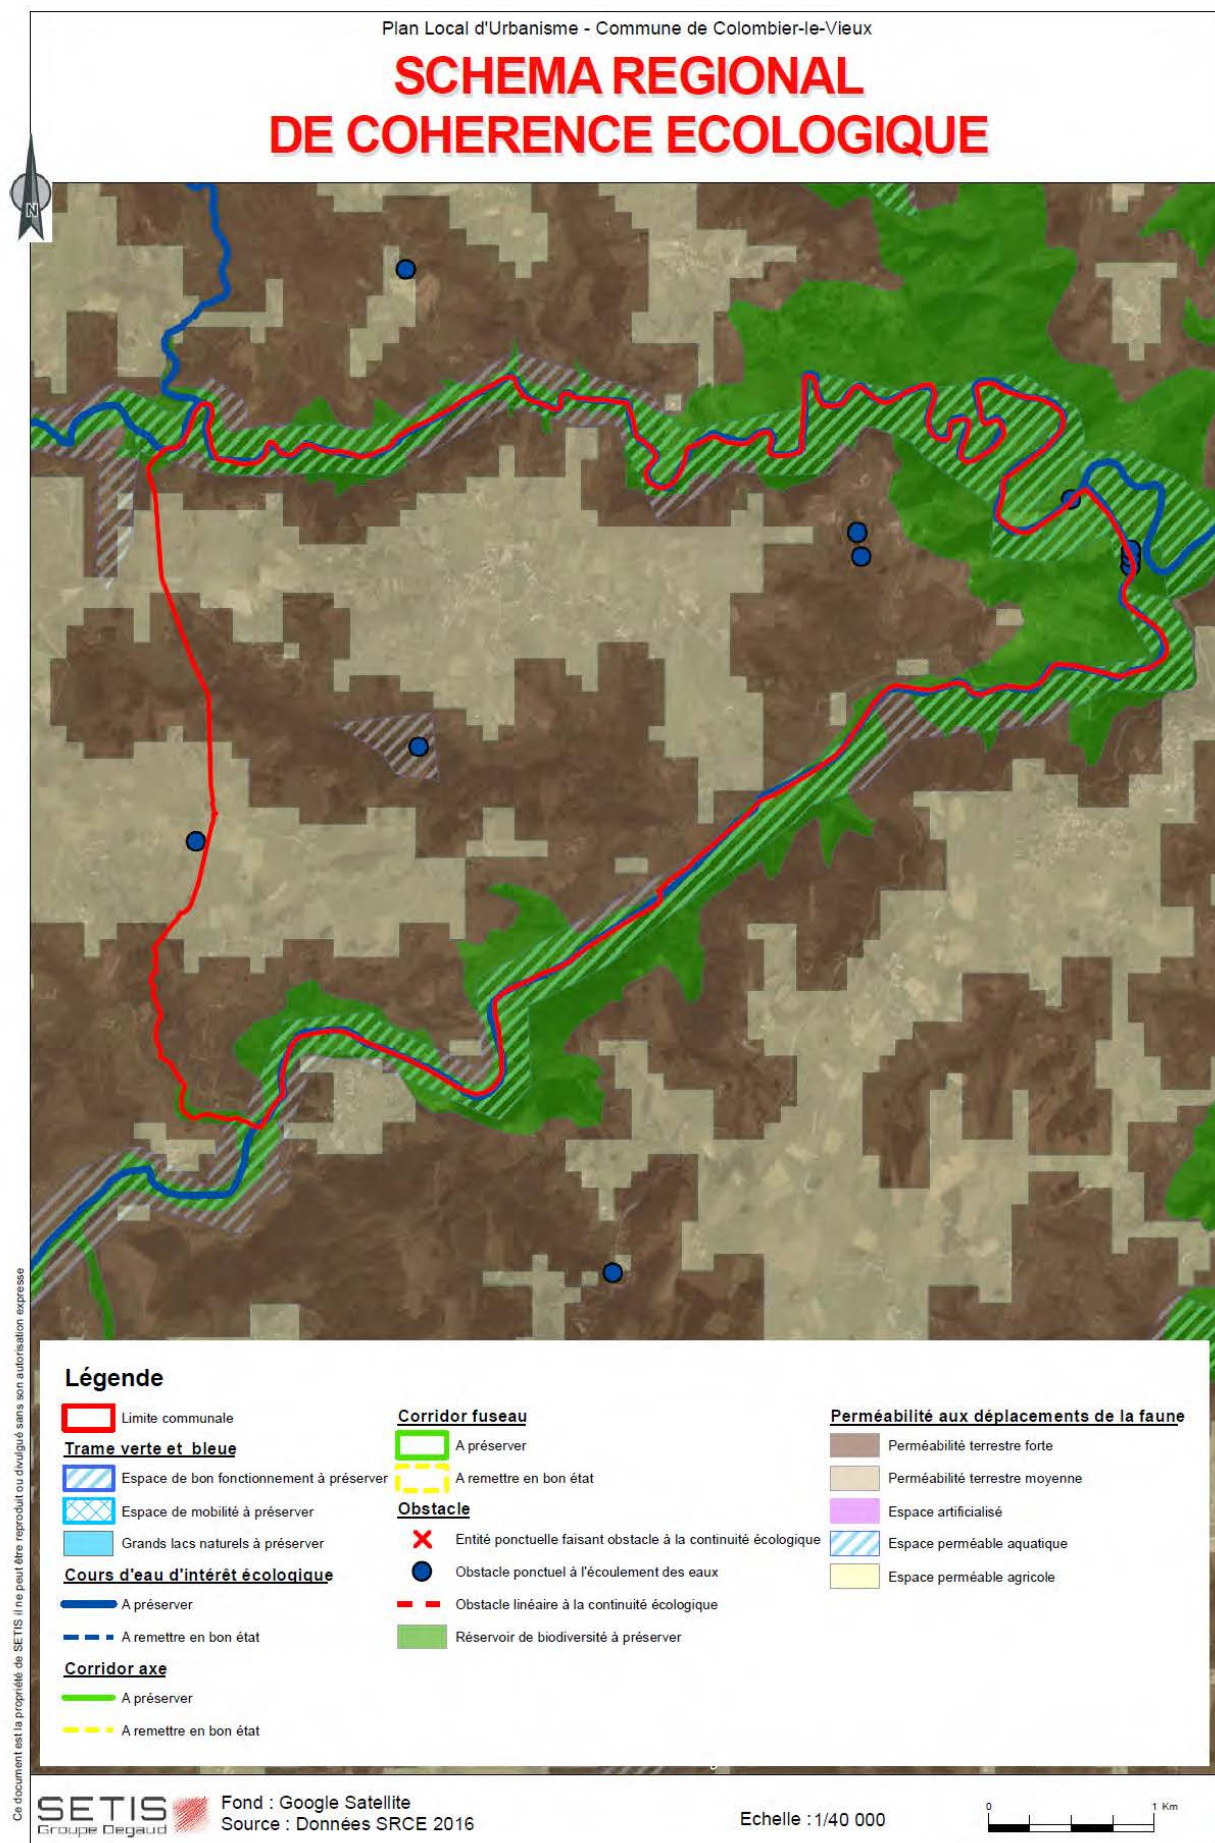 Plan Local d'Urbanisme - Commune de Colombier-le-Vieux
SCHEMA REGIONAL
DE COHERENCE ECOLOGIQUE
N
Légende
Limite communale
Trame verte et bleue
Espace de bon fonctionnement à préserver
Espace de mobilité à préserver
Grands lacs naturels à préserver
Cours d'eau d'intérêt écologique
A préserver
A remettre en bon état
Corridor axe
A préserver
A remettre en bon état
Corridor fuseau
A préserver
A remettre en bon état
Obstacle
Entité ponctuelle faisant obstacle à la continuité écologique
Obstacle ponctuel à l'écoulement des eaux
Obstacle linéaire à la continuité écologique
Réservoir de biodiversité à préserver
Perméabilité aux déplacements de la faune
Perméabilité terrestre forte
Perméabilité terrestre moyenne
Espace artificialisé
Espace perméable aquatique
Espace perméable agricole
Ce document est la propriété de SETIS il ne peut être reproduit ou divulgué sans son autorisation expresse
SETIS
Groupe Degaud
Fond : Google Satellite
Source : Données SRCE 2016
Echelle : 1/40 000
0 1 Km